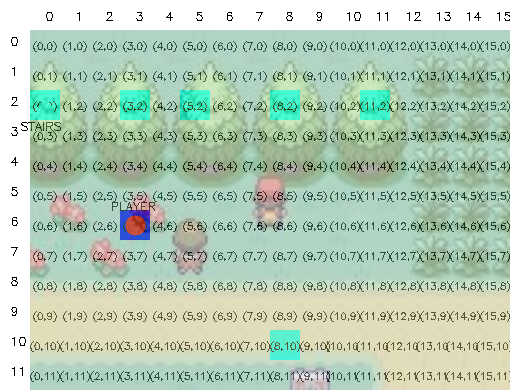 0 1 2 3 4 5 6 7 8 9 10 11 12 13 14 15
0 (0,0) (1,0) (2,0) (3,0) (4,0) (5,0) (6,0) (7,0) (8,0) (9,0) (10,0) (11,0) (12,0) (13,0) (14,0) (15,0)
1 (0,1) (1,1) (2,1) (3,1) (4,1) (5,1) (6,1) (7,1) (8,1) (9,1) (10,1) (11,1) (12,1) (13,1) (14,1) (15,1)
2 (1,2) (2,2) (3,2) (4,2) (5,2) (6,2) (7,2) (8,2) (9,2) (10,2) (11,2) (12,2) (13,2) (14,2) (15,2)
STAIRS
3 (0,3) (1,3) (2,3) (3,3) (4,3) (5,3) (6,3) (7,3) (8,3) (9,3) (10,3) (11,3) (12,3) (13,3) (14,3) (15,3)
4 (0,4) (1,4) (2,4) (3,4) (4,4) (5,4) (6,4) (7,4) (8,4) (9,4) (10,4) (11,4) (12,4) (13,4) (14,4) (15,4)
5 (0,5) (1,5) (2,5) (3,5) (4,5) (5,5) (6,5) (7,5) (8,5) (9,5) (10,5) (11,5) (12,5) (13,5) (14,5) (15,5)
PLAYER
6 (0,6) (1,6) (2,6) (4,6) (5,6) (6,6) (7,6) (8,6) (9,6) (10,6) (11,6) (12,6) (13,6) (14,6) (15,6)
7 (0,7) (1,7) (2,7) (3,7) (4,7) (5,7) (6,7) (7,7) (8,7) (9,7) (10,7) (11,7) (12,7) (13,7) (14,7) (15,7)
8 (0,8) (1,8) (2,8) (3,8) (4,8) (5,8) (6,8) (7,8) (8,8) (9,8) (10,8) (11,8) (12,8) (13,8) (14,8) (15,8)
9 (0,9) (1,9) (2,9) (3,9) (4,9) (5,9) (6,9) (7,9) (8,9) (9,9) (10,9) (11,9) (12,9) (13,9) (14,9) (15,9)
10 (0,10) (1,10) (2,10) (3,10) (4,10) (5,10) (6,10) (7,10) (8,10) (9,10) (10,10) (11,10) (12,10) (13,10) (14,10) (15,10)
11 (0,11) (1,11) (2,11) (3,11) (4,11) (5,11) (6,11) (7,11) (8,11) (9,11) (10,11) (11,11) (12,11) (13,11) (14,11) (15,11)